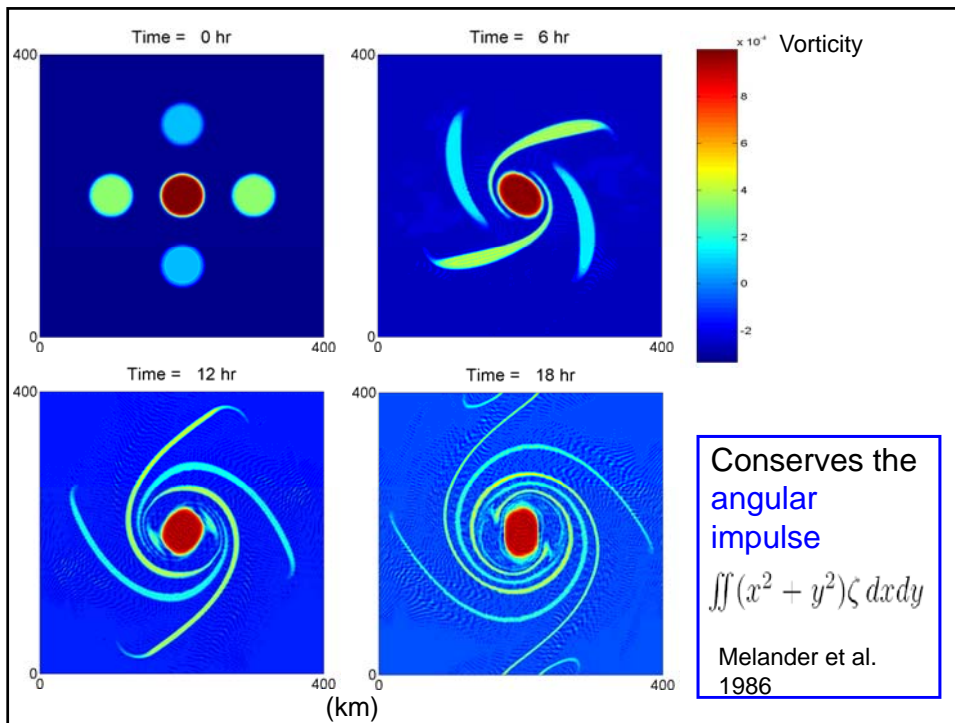 Time = 0 hr
400
0
0
400
Time = 6 hr
400
0
0
400
x 10⁻⁴
Vorticity
8
6
4
2
0
-2
Time = 12 hr
400
0
0
400
Time = 18 hr
400
0
0
400
(km)
Conserves the
angular
impulse
∬(x² + y²)ζ dxdy
Melander et al.
1986